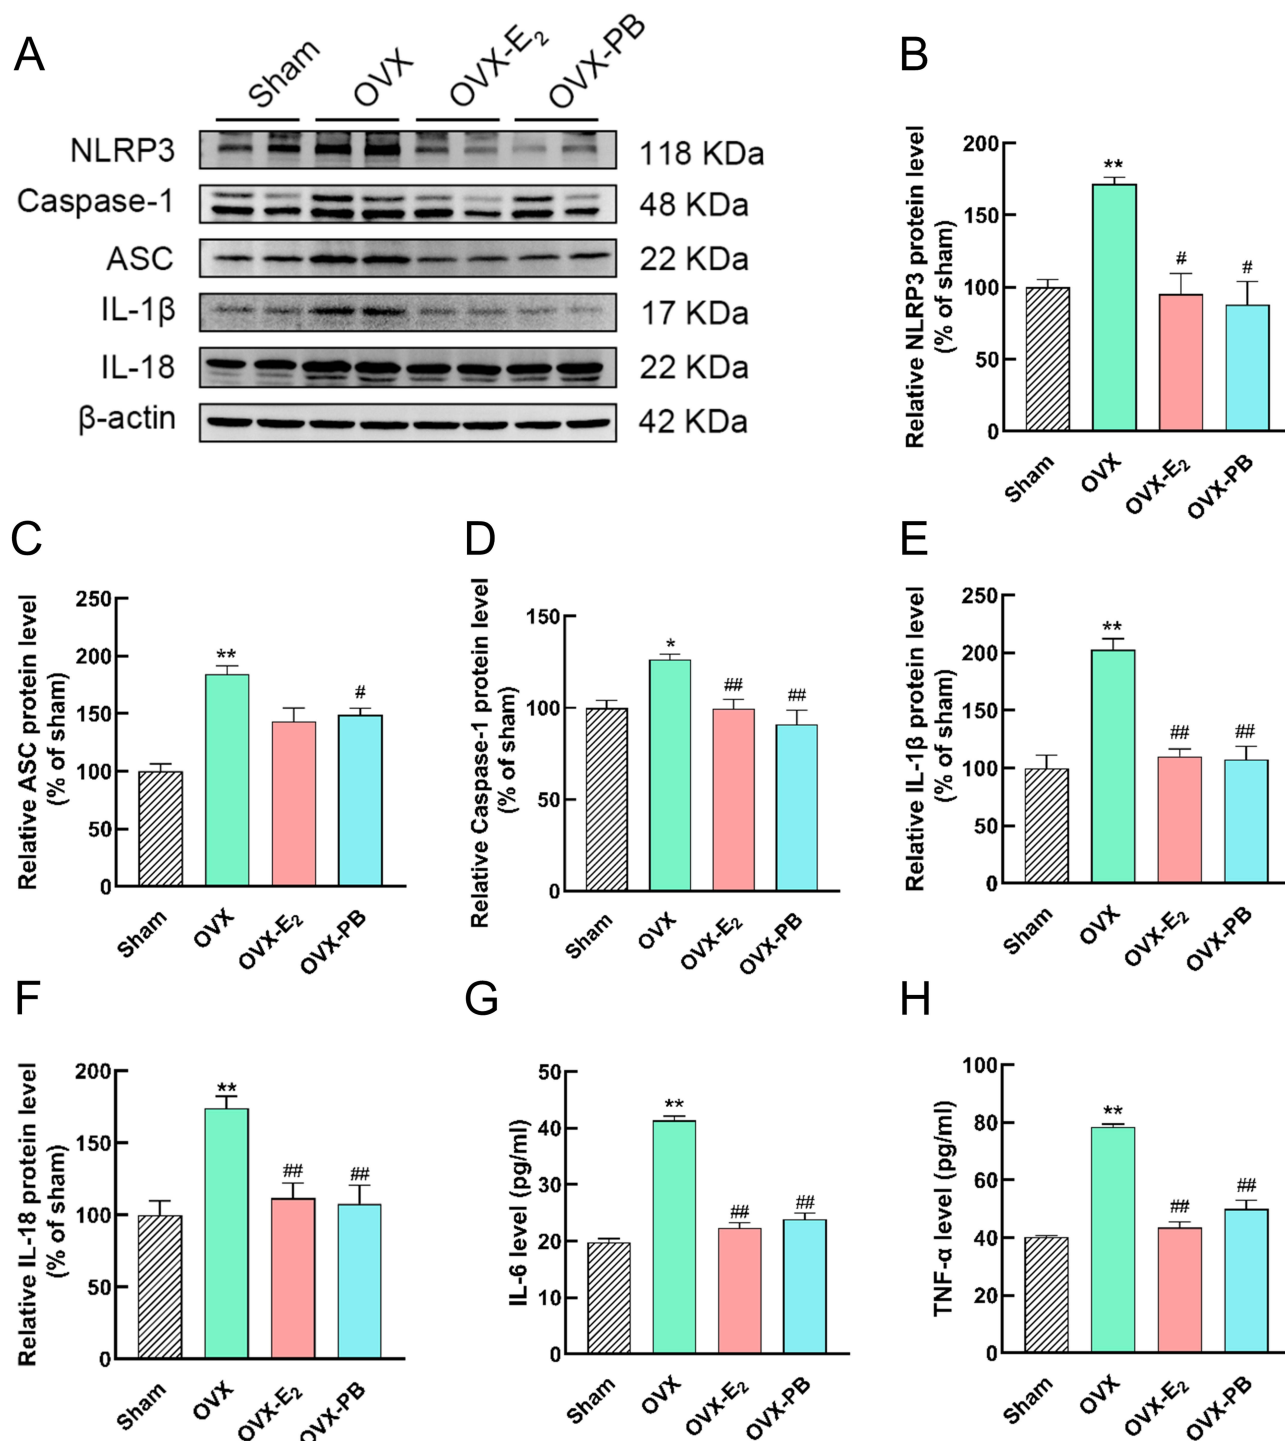 A
Sham
OVX
OVX-E₂
OVX-PB
NLRP3
118 KDa
Caspase-1
48 KDa
ASC
22 KDa
IL-1β
17 KDa
IL-18
22 KDa
β-actin
42 KDa
B
Relative NLRP3 protein level
(% of sham)
200
150
100
50
0
**
#
#
Sham
OVX
OVX-E₂
OVX-PB
C
Relative ASC protein level
(% of sham)
250
200
150
100
50
0
**
#
Sham
OVX
OVX-E₂
OVX-PB
D
Relative Caspase-1 protein level
(% of sham)
150
100
50
0
*
##
##
Sham
OVX
OVX-E₂
OVX-PB
E
Relative IL-1β protein level
(% of sham)
250
200
150
100
50
0
**
##
##
Sham
OVX
OVX-E₂
OVX-PB
F
Relative IL-18 protein level
(% of sham)
200
150
100
50
0
**
##
##
Sham
OVX
OVX-E₂
OVX-PB
G
IL-6 level (pg/ml)
50
40
30
20
10
0
**
##
##
Sham
OVX
OVX-E₂
OVX-PB
H
TNF-α level (pg/ml)
100
80
60
40
20
0
**
##
##
Sham
OVX
OVX-E₂
OVX-PB